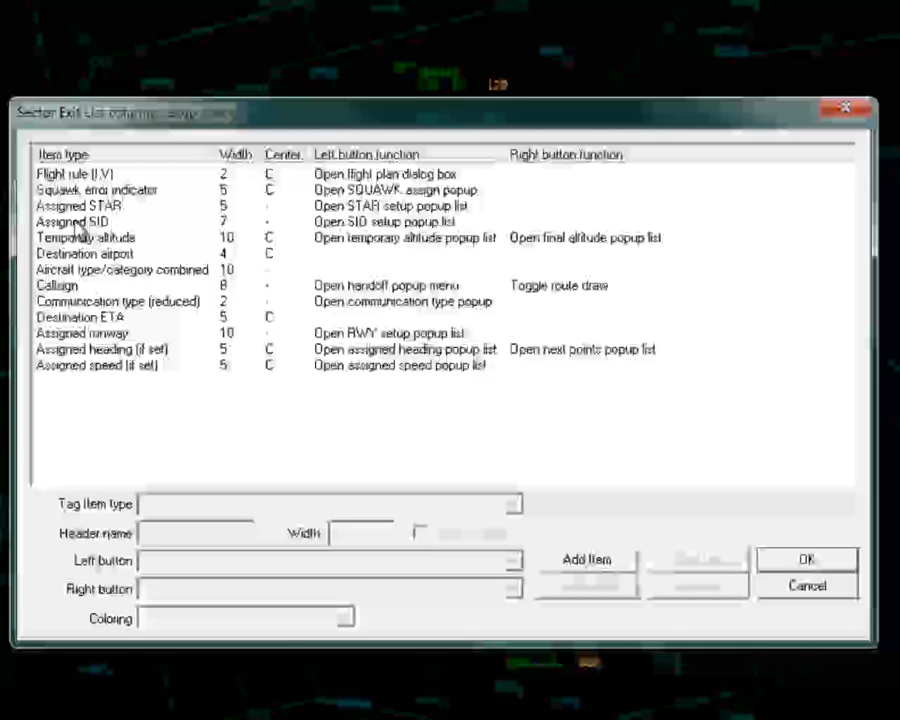 Sector Exit List columns setup
Item type Width Center. Left button function Right button function
Flight rule (I,V) 2 C Open flight plan dialog box
Squawk error indicator 5 C Open SQUAWK assign popup
Assigned STAR 5 · Open STAR setup popup list
Assigned SID 7 · Open SID setup popup list
Temporary altitude 10 C Open temporary altitude popup list Open final altitude popup list
Destination airport 4 C
Aircraft type/category combined 10 ·
Callsign 8 · Open handoff popup menu Toggle route draw
Communication type (reduced) 2 · Open communication type popup
Destination ETA 5 C
Assigned runway 10 · Open RWY setup popup list
Assigned heading (if set) 5 C Open assigned heading popup list Open next points popup list
Assigned speed (if set) 5 C Open assigned speed popup list
Tag item type
Header name Width
Left button Add Item OK
Right button Cancel
Coloring